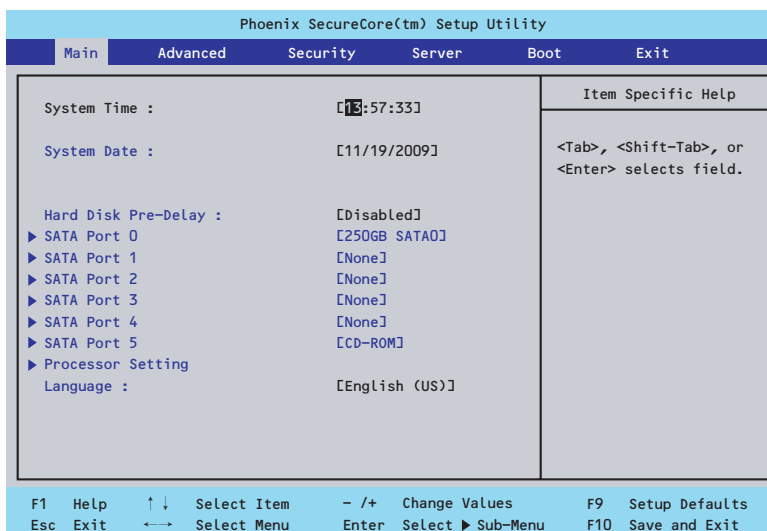 Phoenix SecureCore(tm) Setup Utility
Main Advanced Security Server Boot Exit
System Time : [13:57:33]
System Date : [11/19/2009]
Hard Disk Pre-Delay : [Disabled]
▶ SATA Port 0 [250GB SATA0]
▶ SATA Port 1 [None]
▶ SATA Port 2 [None]
▶ SATA Port 3 [None]
▶ SATA Port 4 [None]
▶ SATA Port 5 [CD-ROM]
▶ Processor Setting
Language : [English (US)]
Item Specific Help
<Tab>, <Shift-Tab>, or
<Enter> selects field.
F1 Help ↑↓ Select Item - /+ Change Values F9 Setup Defaults
Esc Exit ←→ Select Menu Enter Select ▶ Sub-Menu F10 Save and Exit